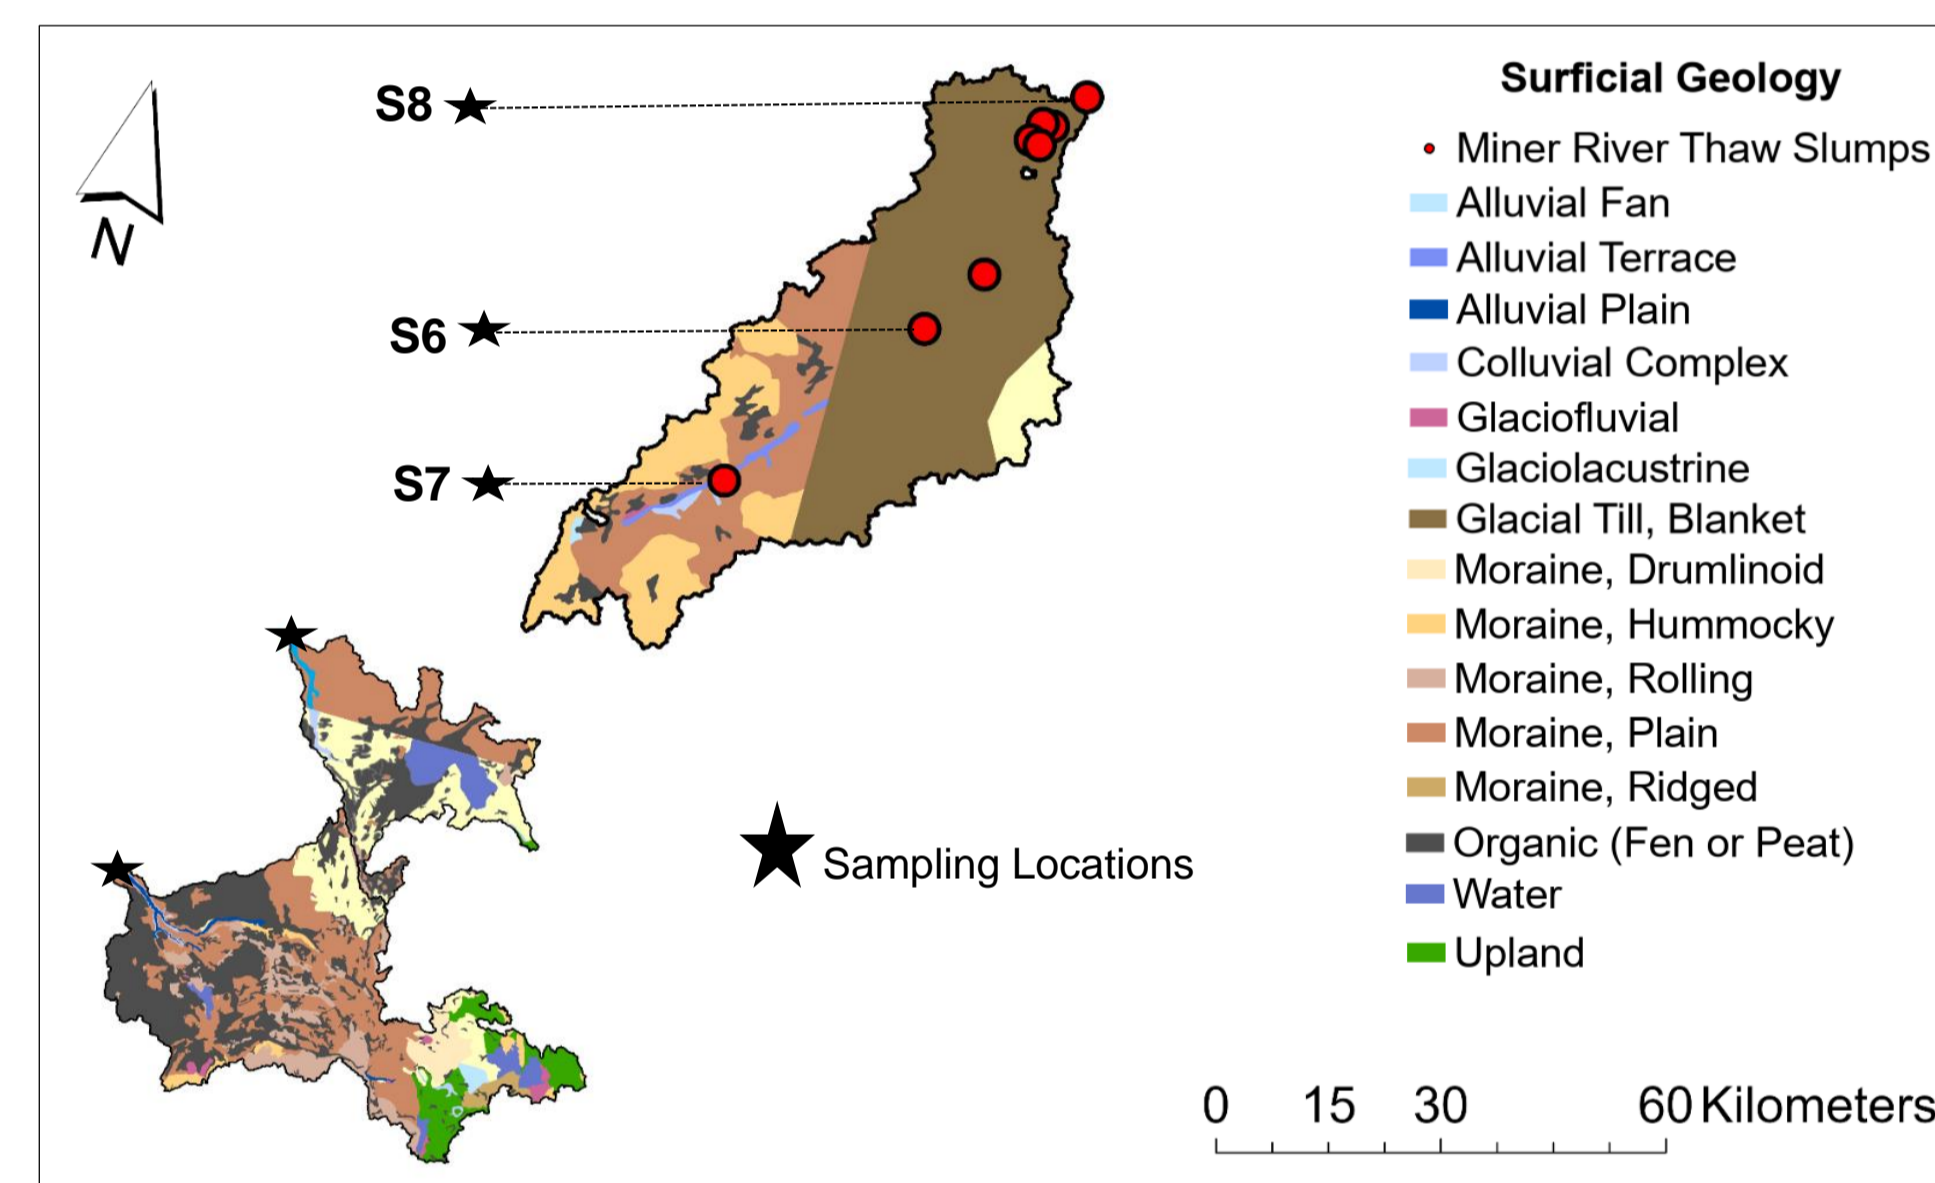 S8
N
S6
S7
Sampling Locations
Surficial Geology
Miner River Thaw Slumps
Alluvial Fan
Alluvial Terrace
Alluvial Plain
Colluvial Complex
Glaciofluvial
Glaciolacustrine
Glacial Till, Blanket
Moraine, Drumlinoid
Moraine, Hummocky
Moraine, Rolling
Moraine, Plain
Moraine, Ridged
Organic (Fen or Peat)
Water
Upland
0 15 30 60 Kilometers